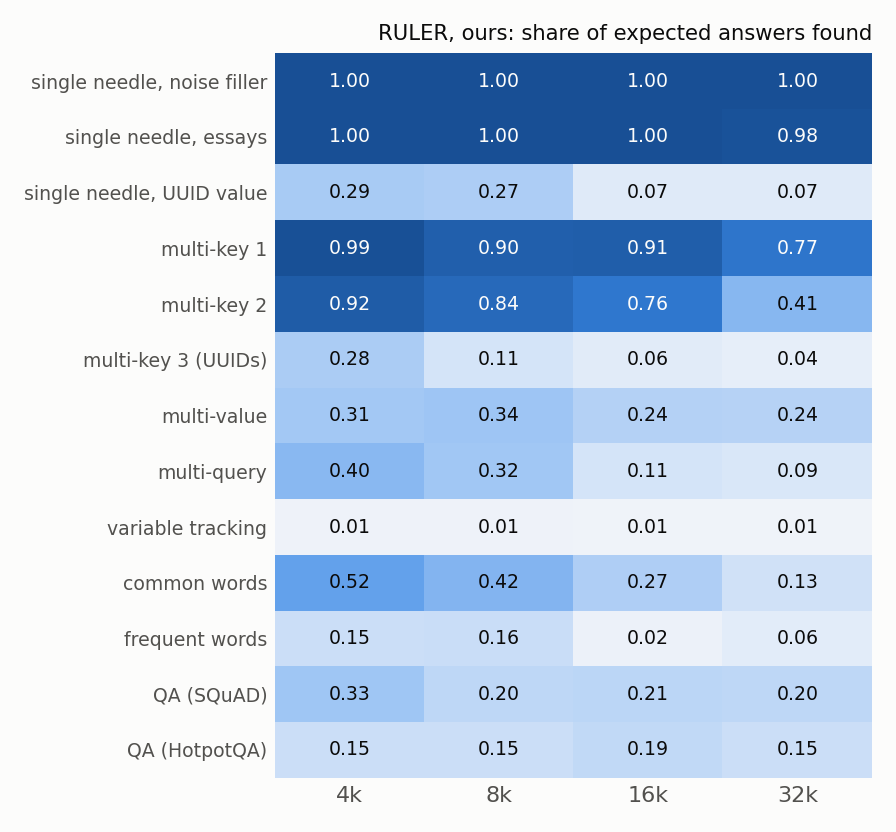 RULER, ours: share of expected answers found
single needle, noise filler 1.00 1.00 1.00 1.00
single needle, essays 1.00 1.00 1.00 0.98
single needle, UUID value 0.29 0.27 0.07 0.07
multi-key 1 0.99 0.90 0.91 0.77
multi-key 2 0.92 0.84 0.76 0.41
multi-key 3 (UUIDs) 0.28 0.11 0.06 0.04
multi-value 0.31 0.34 0.24 0.24
multi-query 0.40 0.32 0.11 0.09
variable tracking 0.01 0.01 0.01 0.01
common words 0.52 0.42 0.27 0.13
frequent words 0.15 0.16 0.02 0.06
QA (SQuAD) 0.33 0.20 0.21 0.20
QA (HotpotQA) 0.15 0.15 0.19 0.15
4k 8k 16k 32k